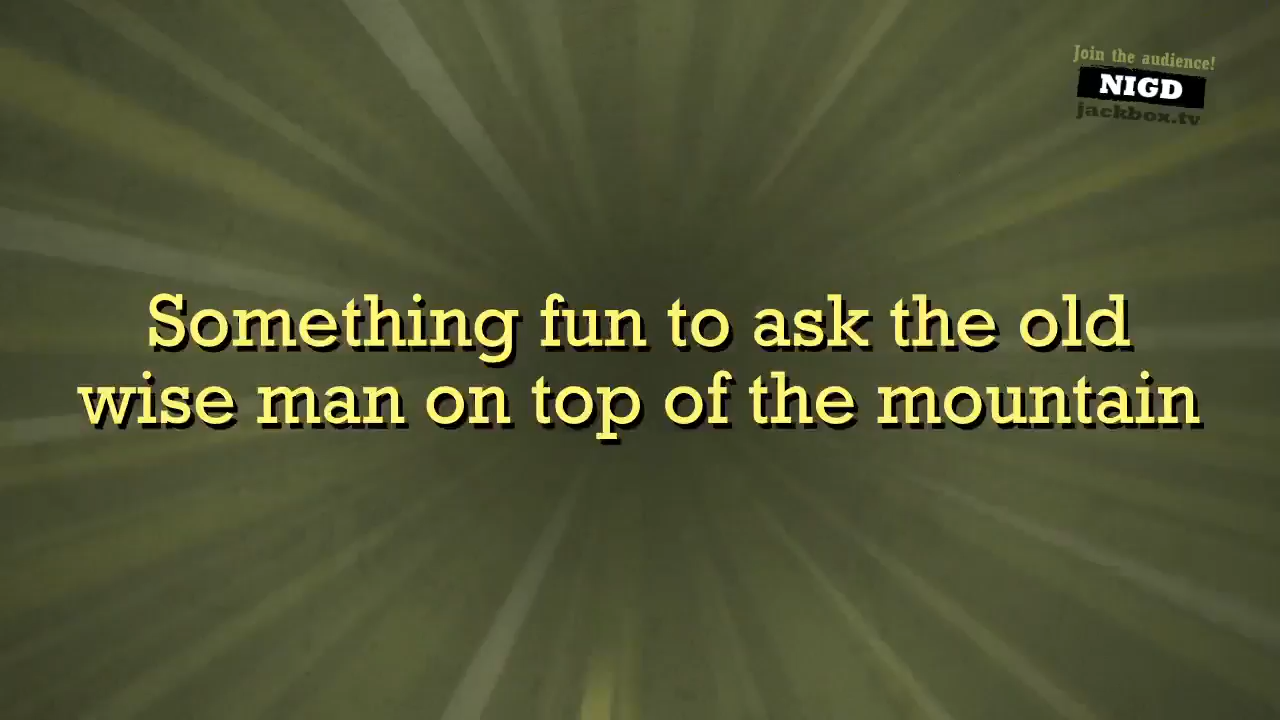 Join the audience!
NIGD
jackbox.tv
Something fun to ask the old
wise man on top of the mountain